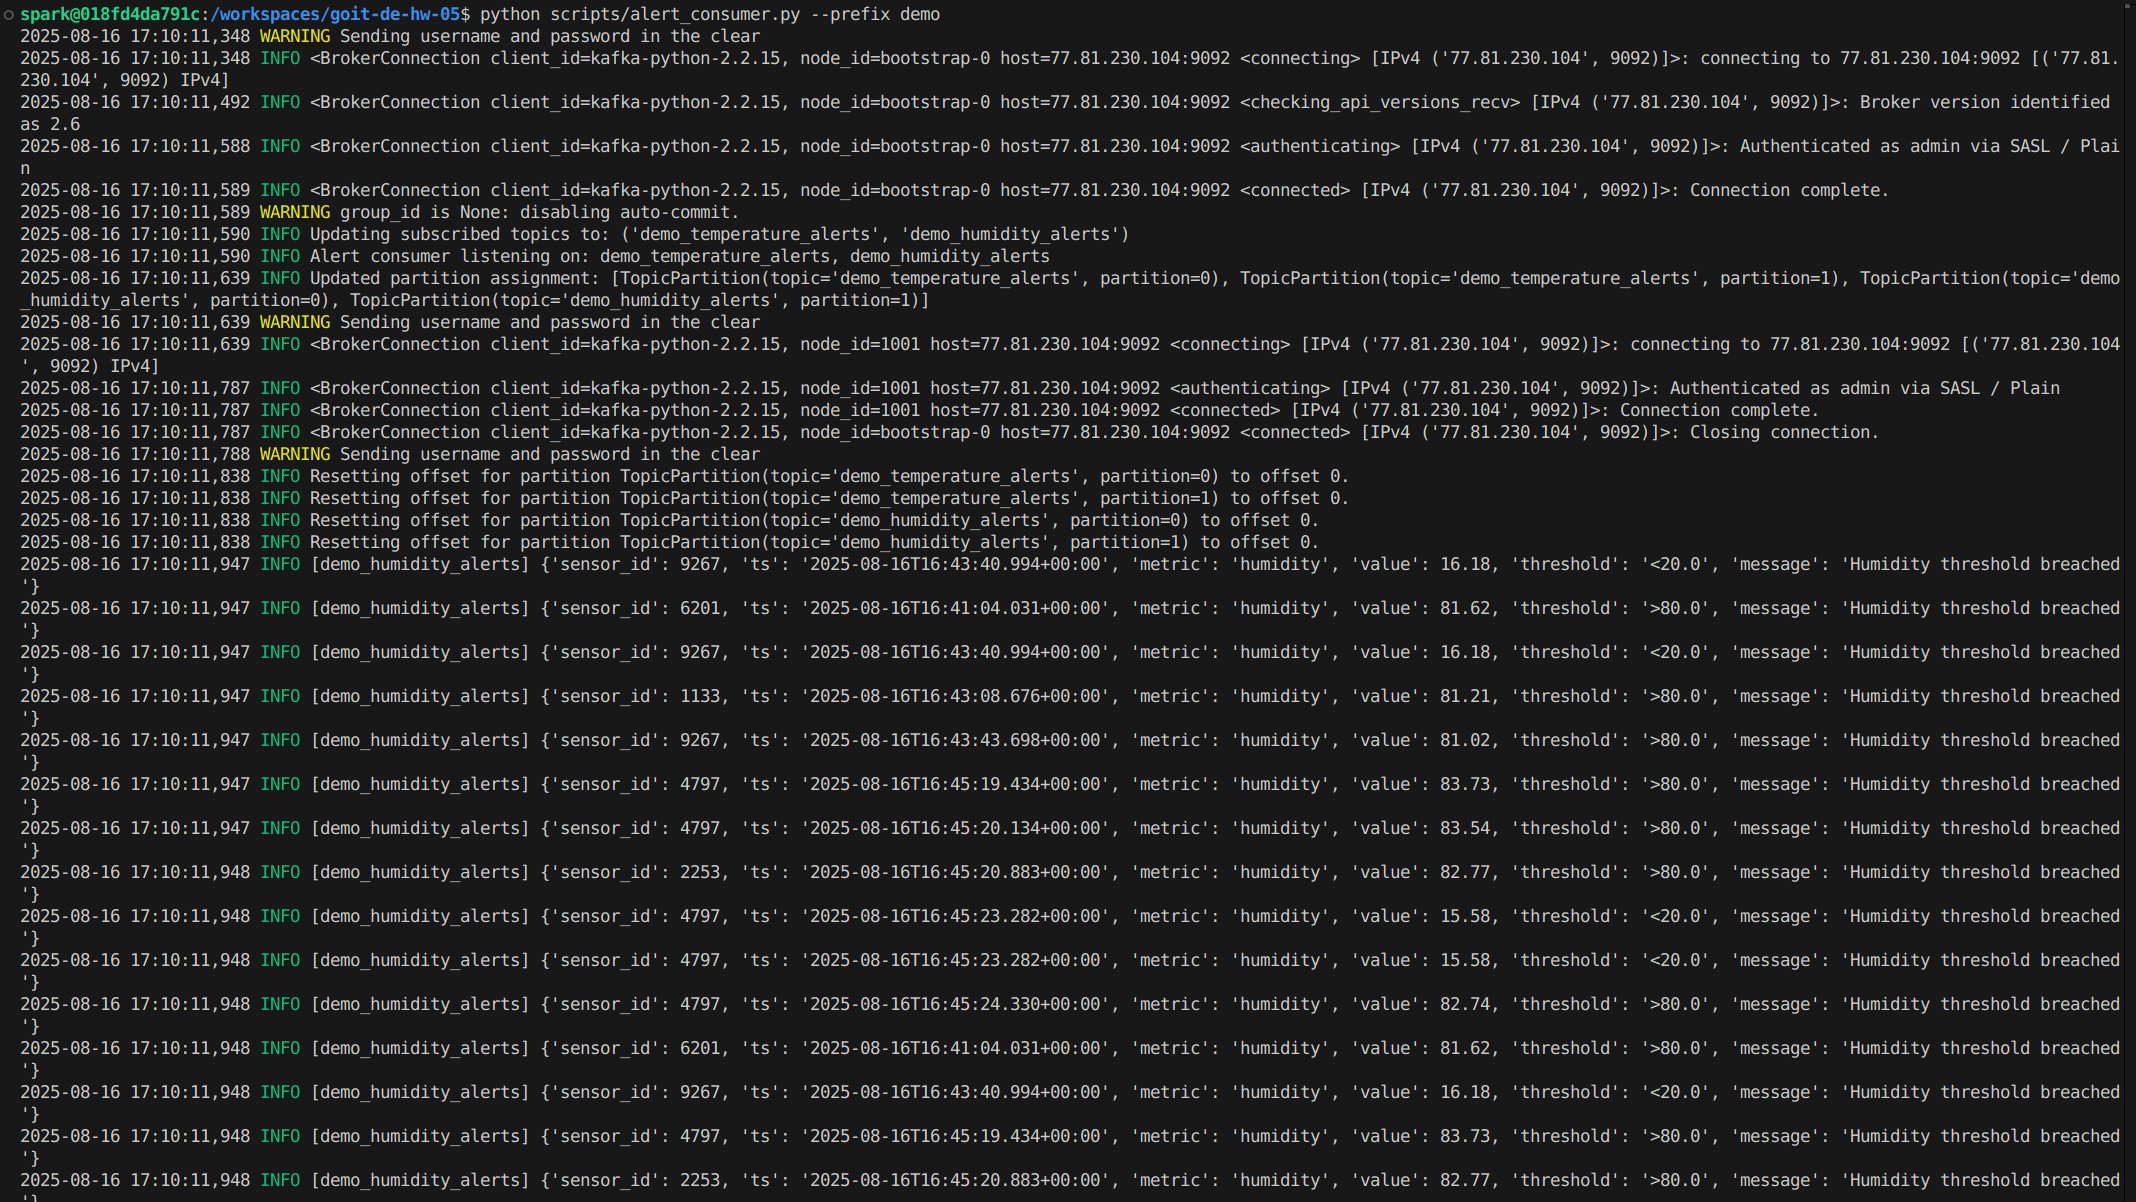 spark@018fd4da791c:/workspaces/goit-de-hw-05$ python scripts/alert_consumer.py --prefix demo
2025-08-16 17:10:11,348 WARNING Sending username and password in the clear
2025-08-16 17:10:11,348 INFO <BrokerConnection client_id=kafka-python-2.2.15, node_id=bootstrap-0 host=77.81.230.104:9092 <connecting> [IPv4 ('77.81.230.104', 9092)]>: connecting to 77.81.230.104:9092 [('77.81.
230.104', 9092) IPv4]
2025-08-16 17:10:11,492 INFO <BrokerConnection client_id=kafka-python-2.2.15, node_id=bootstrap-0 host=77.81.230.104:9092 <checking_api_versions_recv> [IPv4 ('77.81.230.104', 9092)]>: Broker version identified
as 2.6
2025-08-16 17:10:11,588 INFO <BrokerConnection client_id=kafka-python-2.2.15, node_id=bootstrap-0 host=77.81.230.104:9092 <authenticating> [IPv4 ('77.81.230.104', 9092)]>: Authenticated as admin via SASL / Plai
n
2025-08-16 17:10:11,589 INFO <BrokerConnection client_id=kafka-python-2.2.15, node_id=bootstrap-0 host=77.81.230.104:9092 <connected> [IPv4 ('77.81.230.104', 9092)]>: Connection complete.
2025-08-16 17:10:11,589 WARNING group_id is None: disabling auto-commit.
2025-08-16 17:10:11,590 INFO Updating subscribed topics to: ('demo_temperature_alerts', 'demo_humidity_alerts')
2025-08-16 17:10:11,590 INFO Alert consumer listening on: demo_temperature_alerts, demo_humidity_alerts
2025-08-16 17:10:11,639 INFO Updated partition assignment: [TopicPartition(topic='demo_temperature_alerts', partition=0), TopicPartition(topic='demo_temperature_alerts', partition=1), TopicPartition(topic='demo
_humidity_alerts', partition=0), TopicPartition(topic='demo_humidity_alerts', partition=1)]
2025-08-16 17:10:11,639 WARNING Sending username and password in the clear
2025-08-16 17:10:11,639 INFO <BrokerConnection client_id=kafka-python-2.2.15, node_id=1001 host=77.81.230.104:9092 <connecting> [IPv4 ('77.81.230.104', 9092)]>: connecting to 77.81.230.104:9092 [('77.81.230.104
', 9092) IPv4]
2025-08-16 17:10:11,787 INFO <BrokerConnection client_id=kafka-python-2.2.15, node_id=1001 host=77.81.230.104:9092 <authenticating> [IPv4 ('77.81.230.104', 9092)]>: Authenticated as admin via SASL / Plain
2025-08-16 17:10:11,787 INFO <BrokerConnection client_id=kafka-python-2.2.15, node_id=1001 host=77.81.230.104:9092 <connected> [IPv4 ('77.81.230.104', 9092)]>: Connection complete.
2025-08-16 17:10:11,787 INFO <BrokerConnection client_id=kafka-python-2.2.15, node_id=bootstrap-0 host=77.81.230.104:9092 <connected> [IPv4 ('77.81.230.104', 9092)]>: Closing connection.
2025-08-16 17:10:11,788 WARNING Sending username and password in the clear
2025-08-16 17:10:11,838 INFO Resetting offset for partition TopicPartition(topic='demo_temperature_alerts', partition=0) to offset 0.
2025-08-16 17:10:11,838 INFO Resetting offset for partition TopicPartition(topic='demo_temperature_alerts', partition=1) to offset 0.
2025-08-16 17:10:11,838 INFO Resetting offset for partition TopicPartition(topic='demo_humidity_alerts', partition=0) to offset 0.
2025-08-16 17:10:11,838 INFO Resetting offset for partition TopicPartition(topic='demo_humidity_alerts', partition=1) to offset 0.
2025-08-16 17:10:11,947 INFO [demo_humidity_alerts] {'sensor_id': 9267, 'ts': '2025-08-16T16:43:40.994+00:00', 'metric': 'humidity', 'value': 16.18, 'threshold': '<20.0', 'message': 'Humidity threshold breached
'}
2025-08-16 17:10:11,947 INFO [demo_humidity_alerts] {'sensor_id': 6201, 'ts': '2025-08-16T16:41:04.031+00:00', 'metric': 'humidity', 'value': 81.62, 'threshold': '>80.0', 'message': 'Humidity threshold breached
'}
2025-08-16 17:10:11,947 INFO [demo_humidity_alerts] {'sensor_id': 9267, 'ts': '2025-08-16T16:43:40.994+00:00', 'metric': 'humidity', 'value': 16.18, 'threshold': '<20.0', 'message': 'Humidity threshold breached
'}
2025-08-16 17:10:11,947 INFO [demo_humidity_alerts] {'sensor_id': 1133, 'ts': '2025-08-16T16:43:08.676+00:00', 'metric': 'humidity', 'value': 81.21, 'threshold': '>80.0', 'message': 'Humidity threshold breached
'}
2025-08-16 17:10:11,947 INFO [demo_humidity_alerts] {'sensor_id': 9267, 'ts': '2025-08-16T16:43:43.698+00:00', 'metric': 'humidity', 'value': 81.02, 'threshold': '>80.0', 'message': 'Humidity threshold breached
'}
2025-08-16 17:10:11,947 INFO [demo_humidity_alerts] {'sensor_id': 4797, 'ts': '2025-08-16T16:45:19.434+00:00', 'metric': 'humidity', 'value': 83.73, 'threshold': '>80.0', 'message': 'Humidity threshold breached
'}
2025-08-16 17:10:11,947 INFO [demo_humidity_alerts] {'sensor_id': 4797, 'ts': '2025-08-16T16:45:20.134+00:00', 'metric': 'humidity', 'value': 83.54, 'threshold': '>80.0', 'message': 'Humidity threshold breached
'}
2025-08-16 17:10:11,948 INFO [demo_humidity_alerts] {'sensor_id': 2253, 'ts': '2025-08-16T16:45:20.883+00:00', 'metric': 'humidity', 'value': 82.77, 'threshold': '>80.0', 'message': 'Humidity threshold breached
'}
2025-08-16 17:10:11,948 INFO [demo_humidity_alerts] {'sensor_id': 4797, 'ts': '2025-08-16T16:45:23.282+00:00', 'metric': 'humidity', 'value': 15.58, 'threshold': '<20.0', 'message': 'Humidity threshold breached
'}
2025-08-16 17:10:11,948 INFO [demo_humidity_alerts] {'sensor_id': 4797, 'ts': '2025-08-16T16:45:23.282+00:00', 'metric': 'humidity', 'value': 15.58, 'threshold': '<20.0', 'message': 'Humidity threshold breached
'}
2025-08-16 17:10:11,948 INFO [demo_humidity_alerts] {'sensor_id': 4797, 'ts': '2025-08-16T16:45:24.330+00:00', 'metric': 'humidity', 'value': 82.74, 'threshold': '>80.0', 'message': 'Humidity threshold breached
'}
2025-08-16 17:10:11,948 INFO [demo_humidity_alerts] {'sensor_id': 6201, 'ts': '2025-08-16T16:41:04.031+00:00', 'metric': 'humidity', 'value': 81.62, 'threshold': '>80.0', 'message': 'Humidity threshold breached
'}
2025-08-16 17:10:11,948 INFO [demo_humidity_alerts] {'sensor_id': 9267, 'ts': '2025-08-16T16:43:40.994+00:00', 'metric': 'humidity', 'value': 16.18, 'threshold': '<20.0', 'message': 'Humidity threshold breached
'}
2025-08-16 17:10:11,948 INFO [demo_humidity_alerts] {'sensor_id': 4797, 'ts': '2025-08-16T16:45:19.434+00:00', 'metric': 'humidity', 'value': 83.73, 'threshold': '>80.0', 'message': 'Humidity threshold breached
'}
2025-08-16 17:10:11,948 INFO [demo_humidity_alerts] {'sensor_id': 2253, 'ts': '2025-08-16T16:45:20.883+00:00', 'metric': 'humidity', 'value': 82.77, 'threshold': '>80.0', 'message': 'Humidity threshold breached
'}